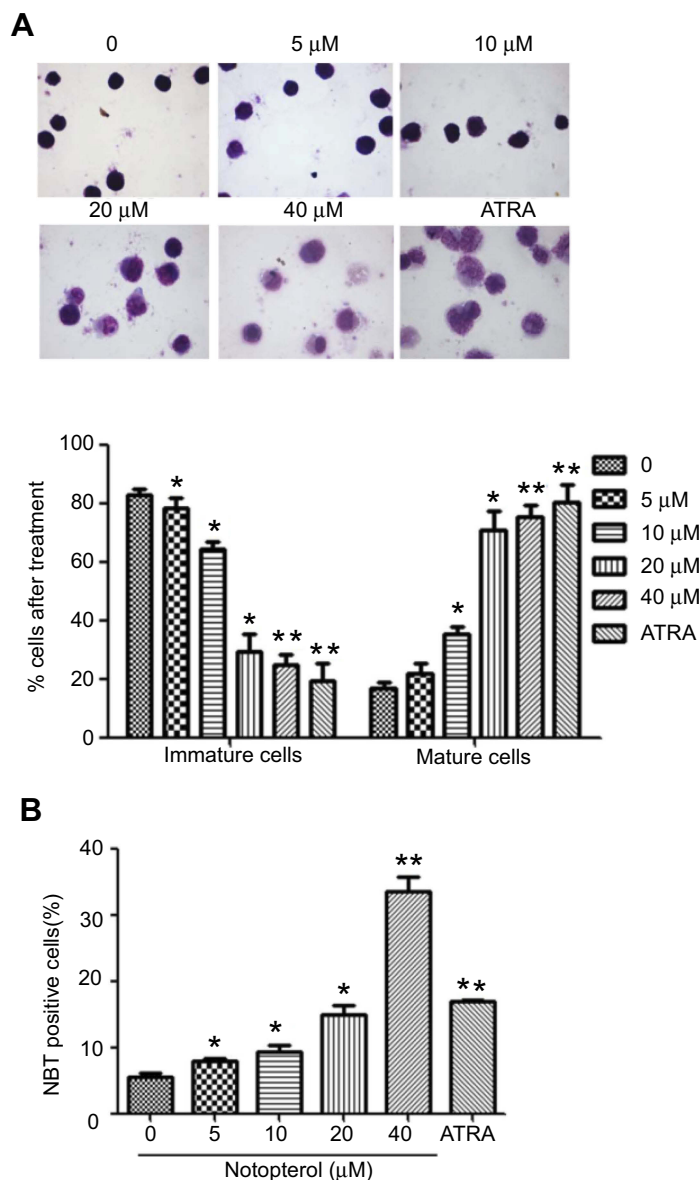 A
0 5 μM 10 μM
20 μM 40 μM ATRA
% cells after treatment
100
80
60
40
20
0
* * * ** **
* * ** **
Immature cells Mature cells
0
5 μM
10 μM
20 μM
40 μM
ATRA
B
NBT positive cells(%)
40
30
20
10
0
* * * ** **
0 5 10 20 40 ATRA
Notopterol (μM)